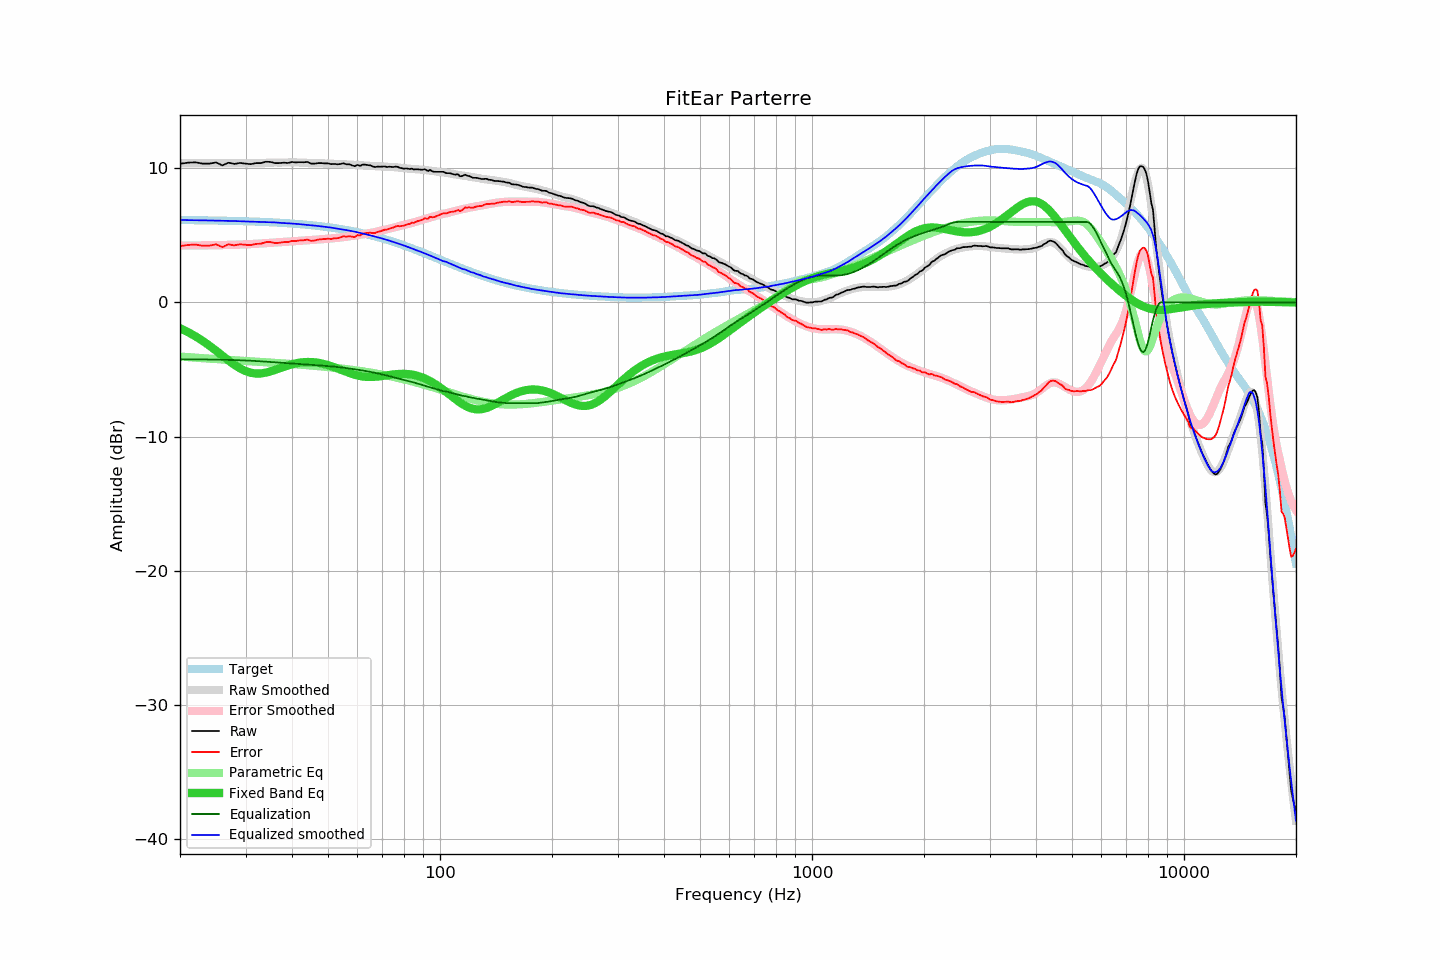 FitEar Parterre
Amplitude (dBr)
10
0
−10
−20
−30
−40
Target
Raw Smoothed
Error Smoothed
Raw
Error
Parametric Eq
Fixed Band Eq
Equalization
Equalized smoothed
100 1000 10000
Frequency (Hz)